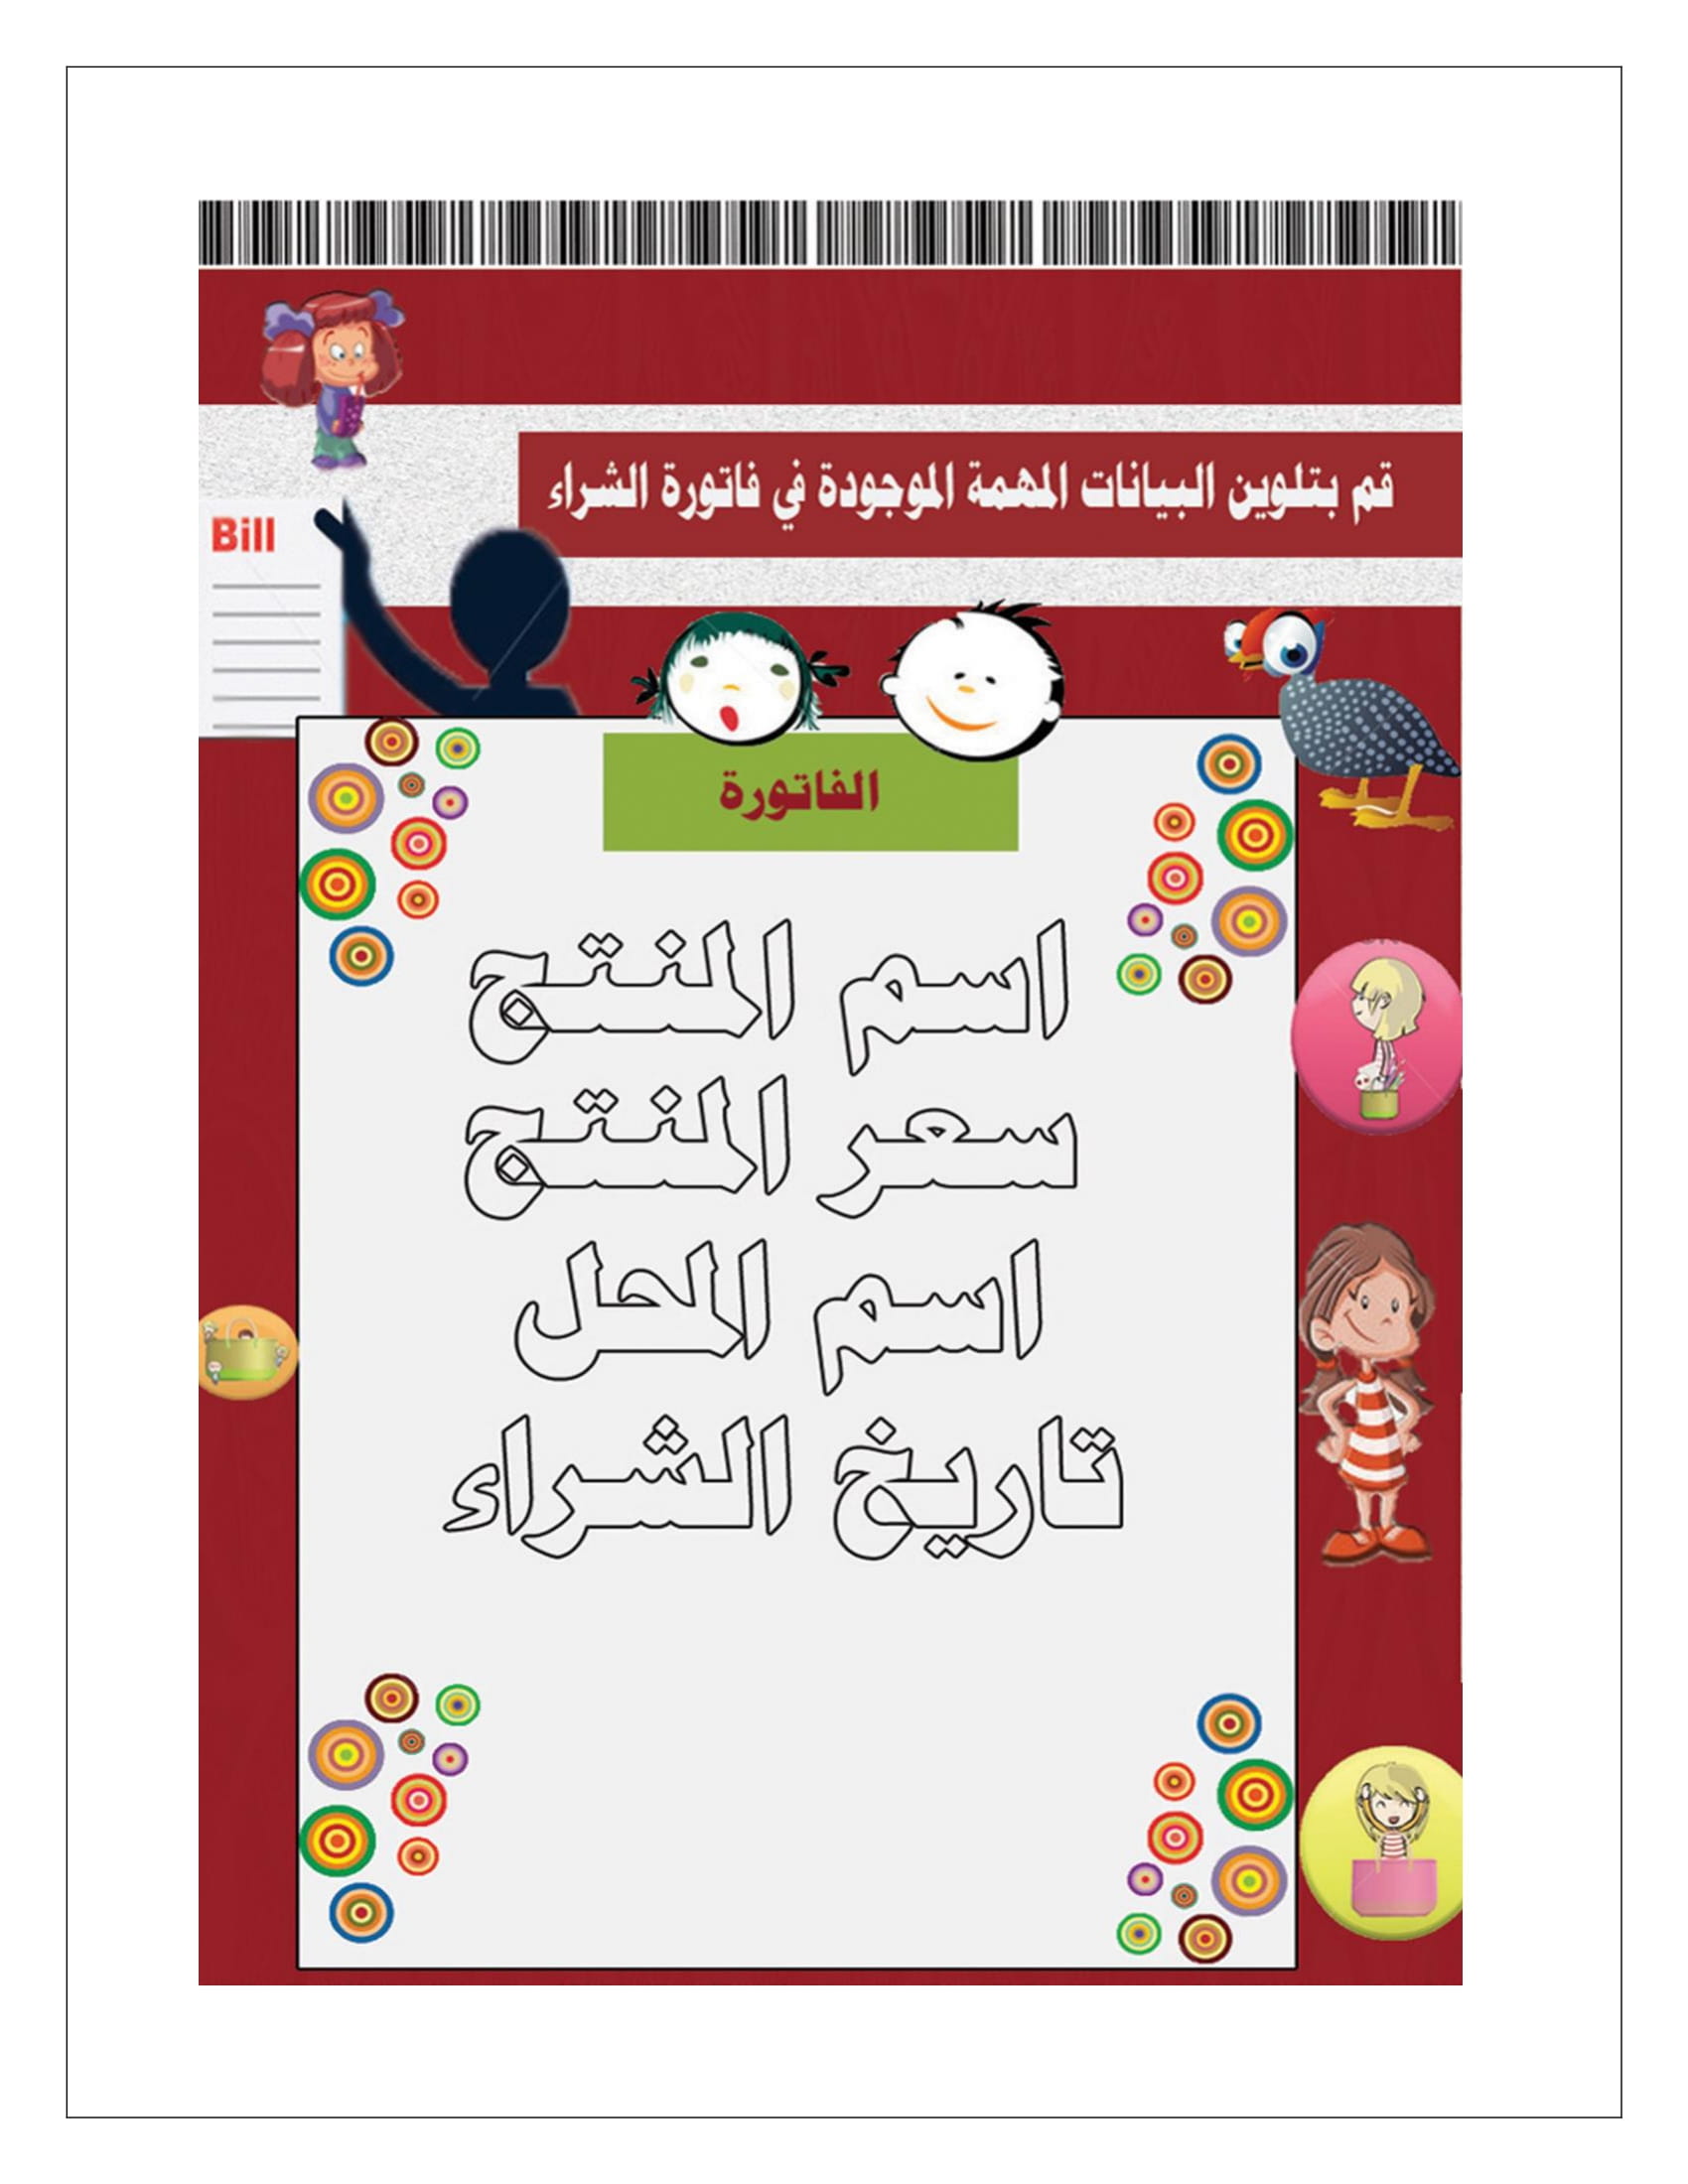 قم بتلوين البيانات المهمة الموجودة في فاتورة الشراء
Bill
الفاتورة
اسم المنتج
سعر المنتج
اسم المحل
تاريخ الشراء